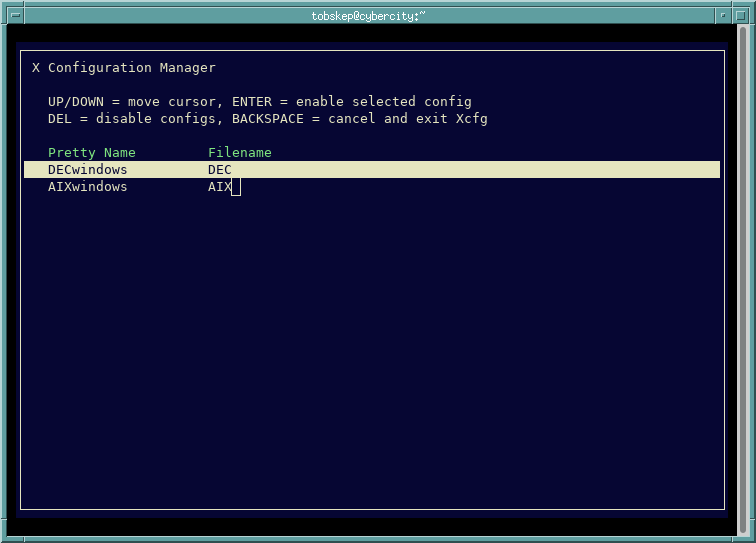 tobskep@cybercity:~
X Configuration Manager
UP/DOWN = move cursor, ENTER = enable selected config
DEL = disable configs, BACKSPACE = cancel and exit Xcfg
Pretty Name Filename
DECwindows DEC
AIXwindows AIX